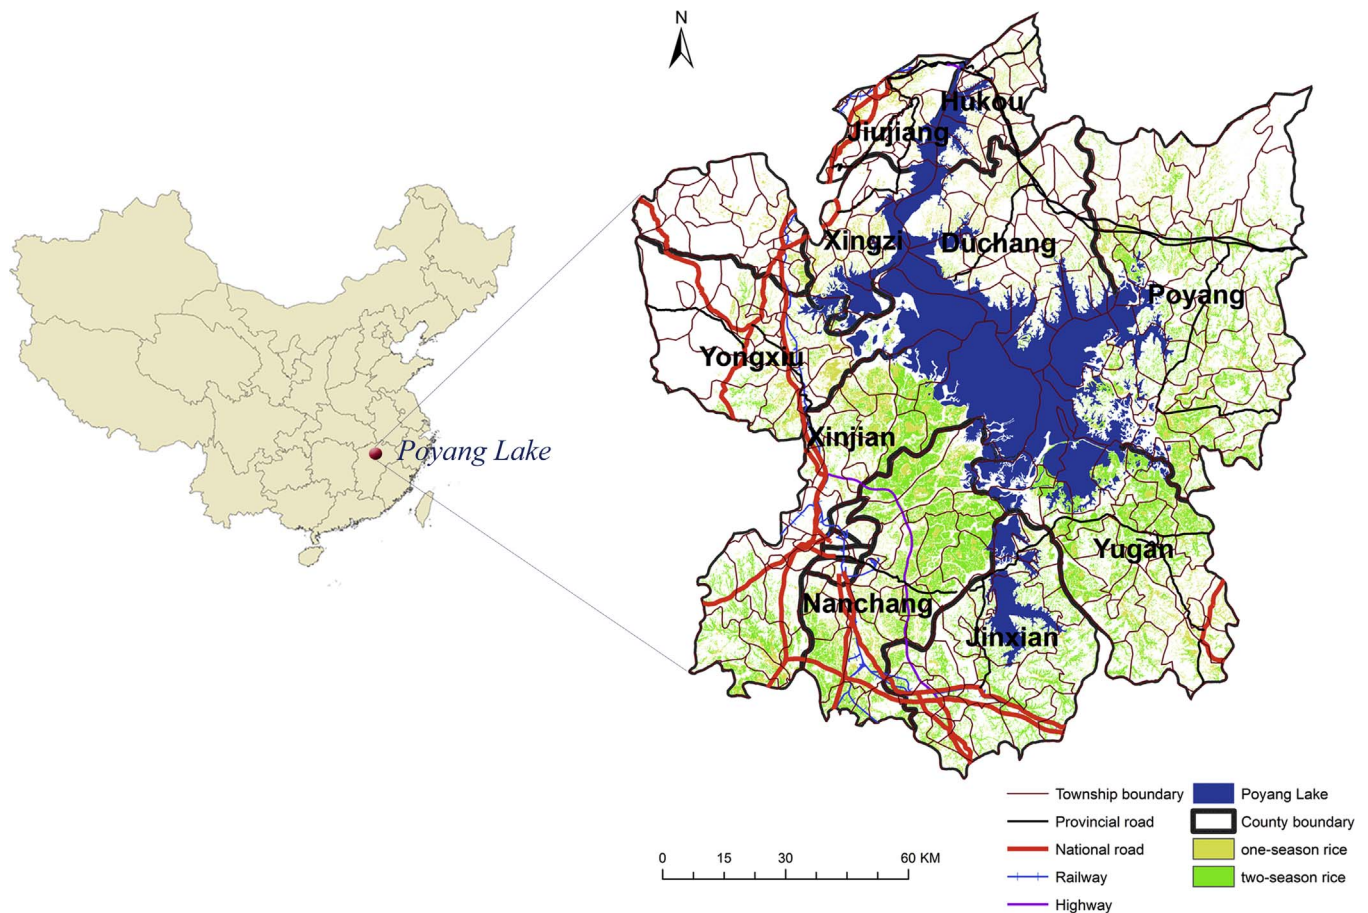 N
Hukou
Jiujiang
Xingzi
Duchang
Poyang
Yongxiu
Poyang Lake
Xinjian
Yugan
Nanchang
Jinxian
Township boundary
Poyang Lake
Provincial road
County boundary
National road
one-season rice
Railway
two-season rice
Highway
0 15 30 60 KM